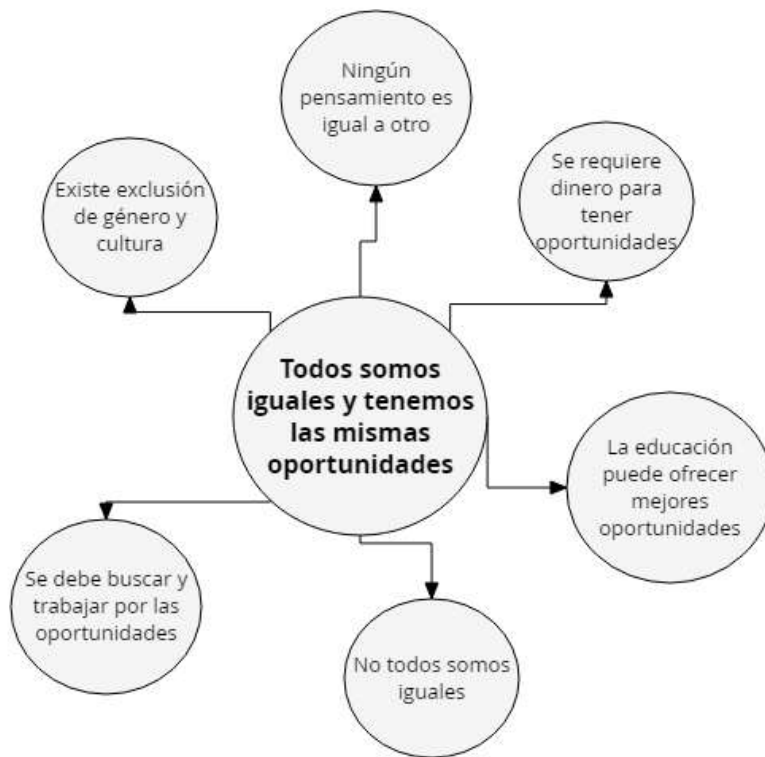 Ningún
pensamiento es
igual a otro
Se requiere
dinero para
tener
oportunidades
Existe exclusión
de género y
cultura
Todos somos
iguales y tenemos
las mismas
oportunidades
La educación
puede ofrecer
mejores
oportunidades
Se debe buscar y
trabajar por las
oportunidades
No todos somos
iguales